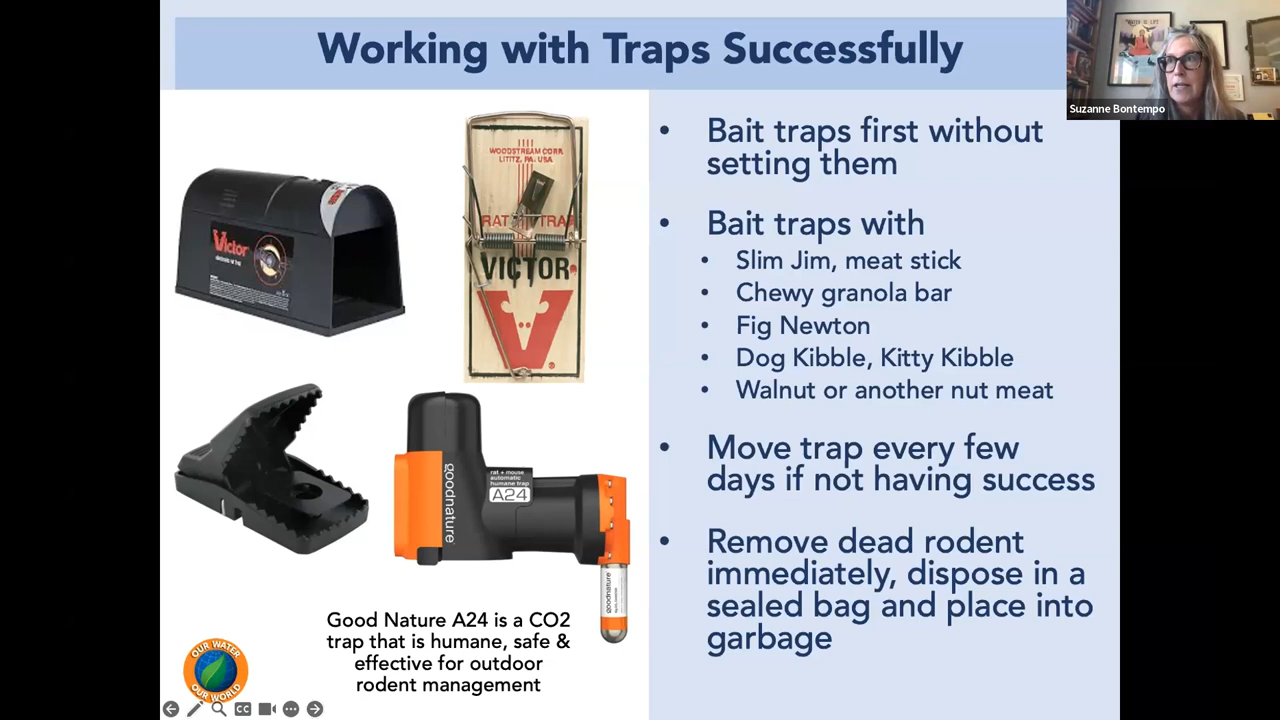 Working with Traps Successfully
Suzanne Bontempo
• Bait traps first without
setting them
• Bait traps with
• Slim Jim, meat stick
• Chewy granola bar
• Fig Newton
• Dog Kibble, Kitty Kibble
• Walnut or another nut meat
• Move trap every few
days if not having success
• Remove dead rodent
immediately, dispose in a
sealed bag and place into
garbage
WOODSTREAM CORP.
LITITZ, PA. USA
RAT TRAP
VICTOR
Victor
goodnature
rat + mouse
automatic
humane trap
A24
goodnature
Good Nature A24 is a CO2
trap that is humane, safe &
effective for outdoor
rodent management
OUR WATER
OUR WORLD
CC